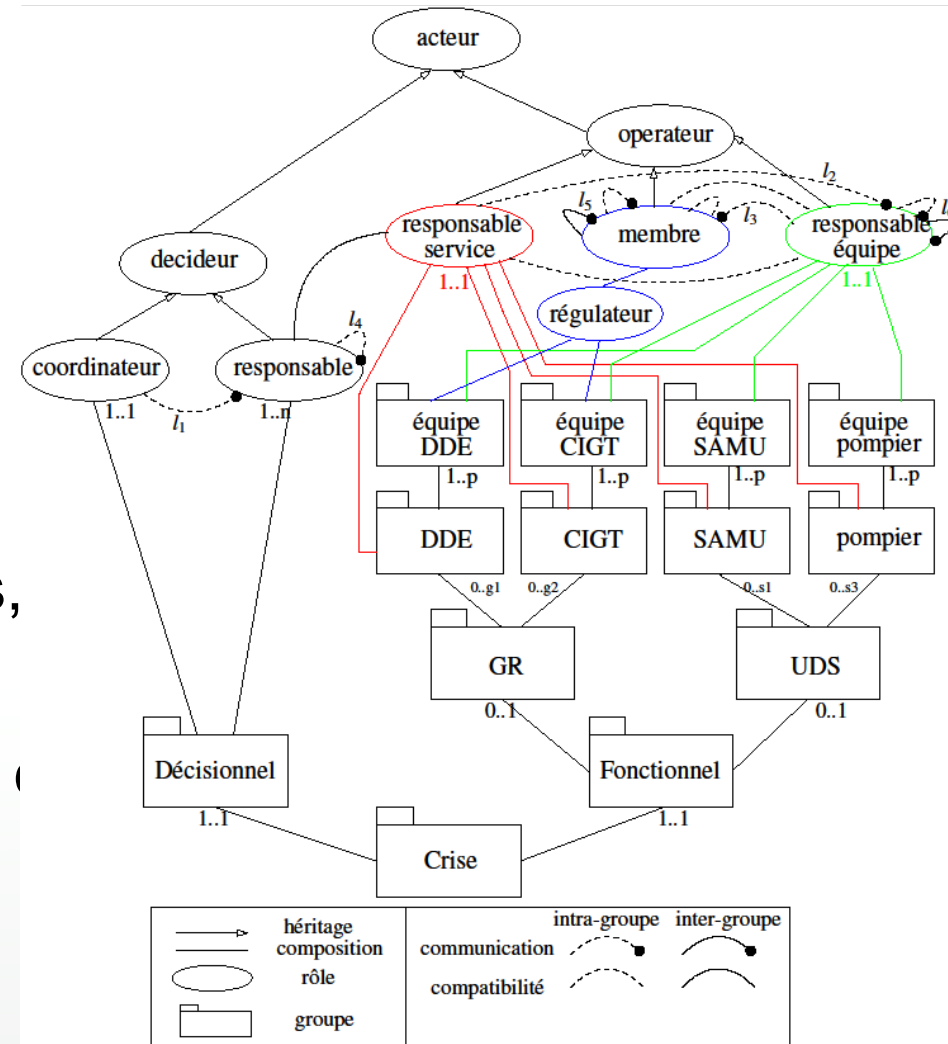 acteur
operateur
l2
l5
l3
responsable
service
membre
responsable
équipe
decideur
1..1
1..1
régulateur
l4
coordinateur
responsable
1..1
l1
1..n
équipe
DDE
équipe
CIGT
équipe
SAMU
équipe
pompier
1..p
1..p
1..p
1..p
DDE
CIGT
SAMU
pompier
0..g1
0..g2
0..s1
0..s3
s,
GR
UDS
0..1
0..1
Décisionnel
Fonctionnel
1..1
1..1
Crise
héritage
composition
rôle
groupe
intra-groupe
inter-groupe
communication
compatibilité